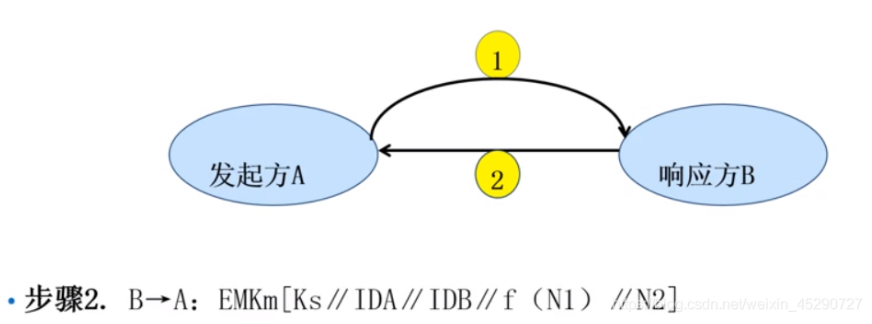 1
发起方A
响应方B
2
• 步骤2. B→A: EMKm[Ks∥IDA∥IDB∥f（N1）∥N2]
https://blog.csdn.net/weixin_45290727